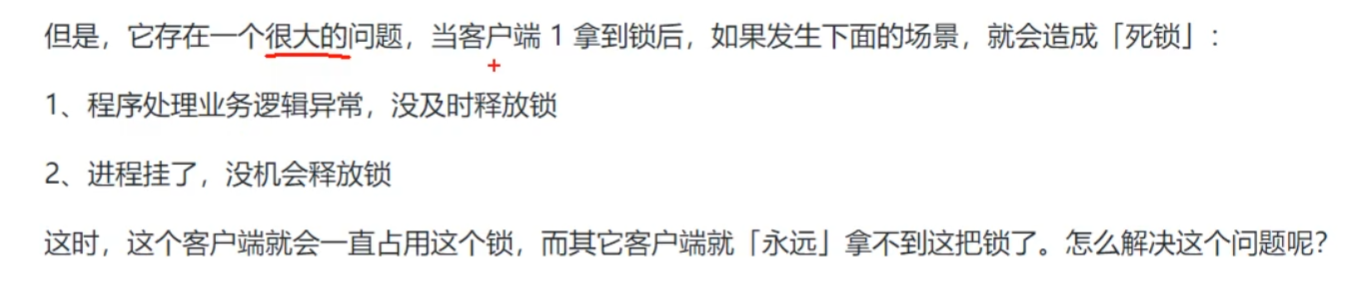 但是，它存在一个很大的问题，当客户端 1 拿到锁后，如果发生下面的场景，就会造成「死锁」：
1、程序处理业务逻辑异常，没及时释放锁
2、进程挂了，没机会释放锁
这时，这个客户端就会一直占用这个锁，而其它客户端就「永远」拿不到这把锁了。怎么解决这个问题呢？